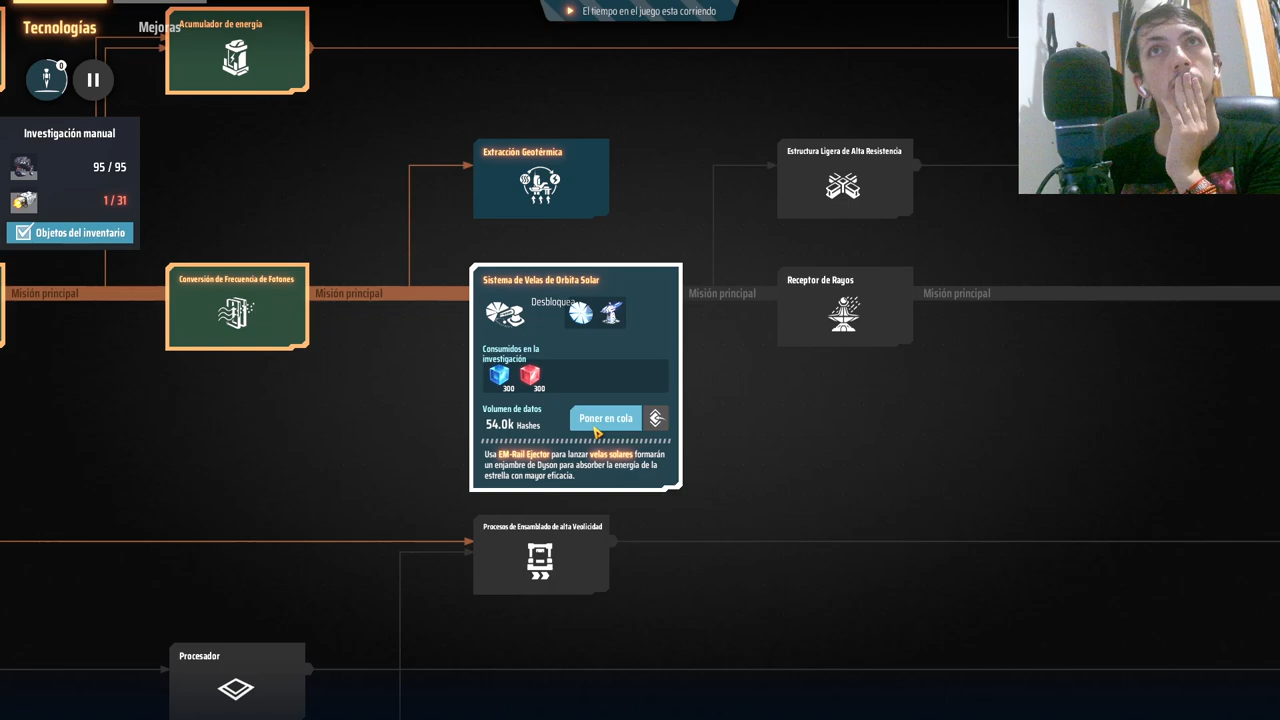 El tiempo en el juego esta corriendo
Tecnologías
Mejoras
Acumulador de energía
0
Investigación manual
95 / 95
1 / 31
Objetos del inventario
Extracción Geotérmica
Estructura Ligera de Alta Resistencia
Misión principal
Conversión de Frecuencia de Fotones
Misión principal
Sistema de Velas de Orbita Solar
Desbloquea
Consumidos en la
investigación
300
300
Volumen de datos
54.0k Hashes
Poner en cola
Usa EM-Rail Ejector para lanzar velas solares formarán
un enjambre de Dyson para absorber la energía de la
estrella con mayor eficacia.
Misión principal
Receptor de Rayos
Misión principal
Procesos de Ensamblado de alta Veolicidad
Procesador